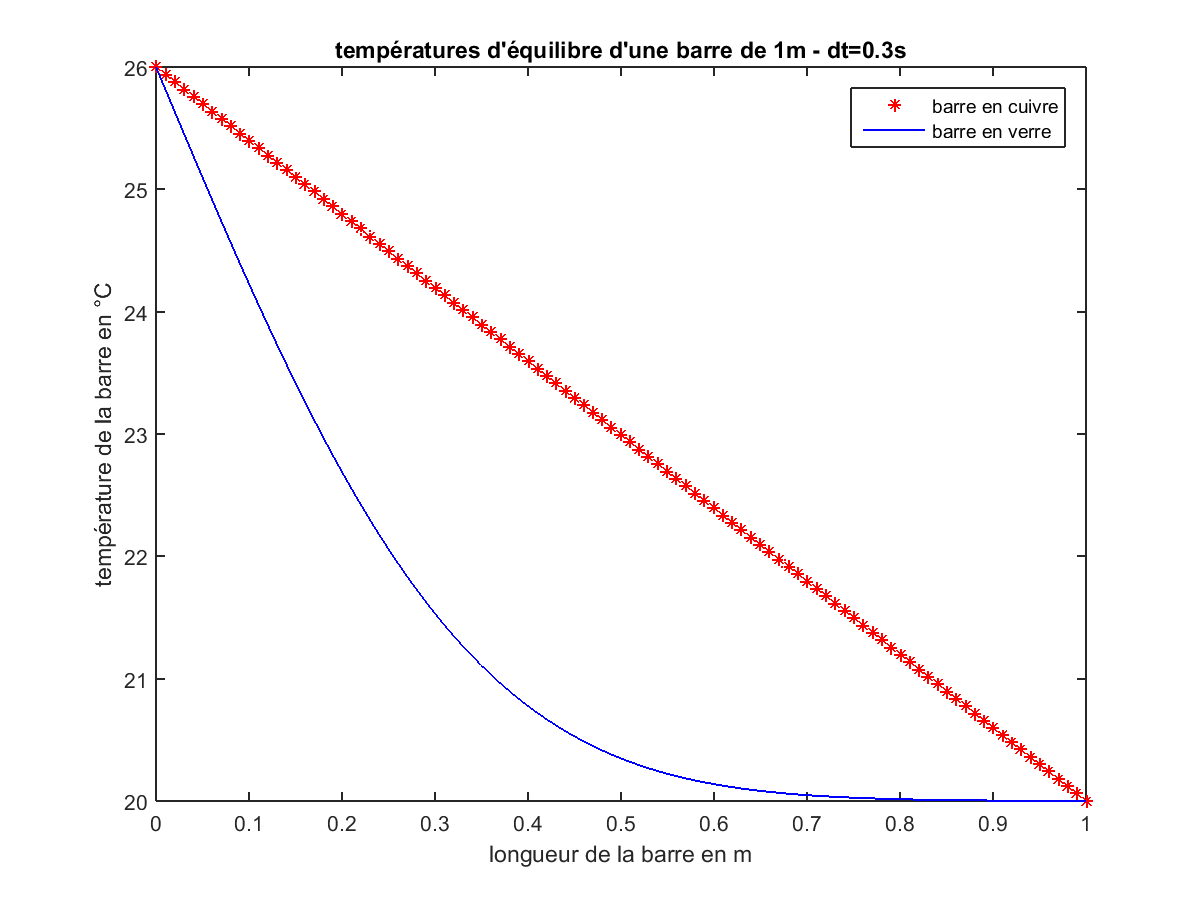 températures d'équilibre d'une barre de 1m - dt=0.3s
barre en cuivre
barre en verre
26
25
24
23
22
21
20
température de la barre en °C
0 0.1 0.2 0.3 0.4 0.5 0.6 0.7 0.8 0.9 1
longueur de la barre en m